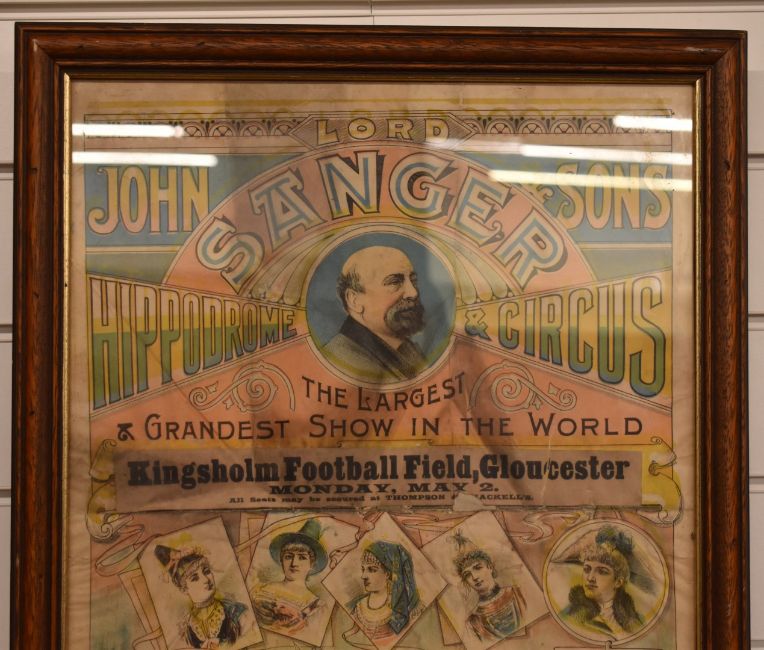 LORD
JOHN SANGER & SONS
HIPPODROME & CIRCUS
THE LARGEST
& GRANDEST SHOW IN THE WORLD
Kingsholm Football Field, Gloucester
MONDAY, MAY 2.
All Seats may be secured at THOMPSON & SHACKELL'S.